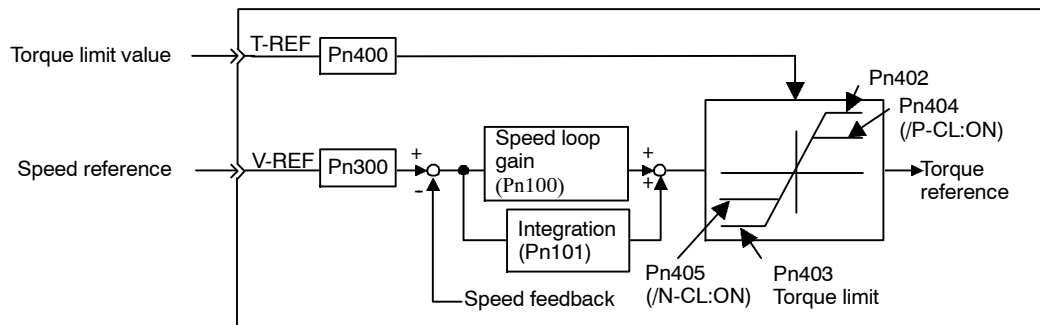 Torque limit value
T-REF
Pn400
Pn402
Pn404
(/P-CL:ON)
Speed reference
V-REF
Pn300
+
-
Speed loop
gain
(Pn100)
+
+
Torque
reference
Integration
(Pn101)
Pn405
(/N-CL:ON)
Pn403
Torque limit
Speed feedback